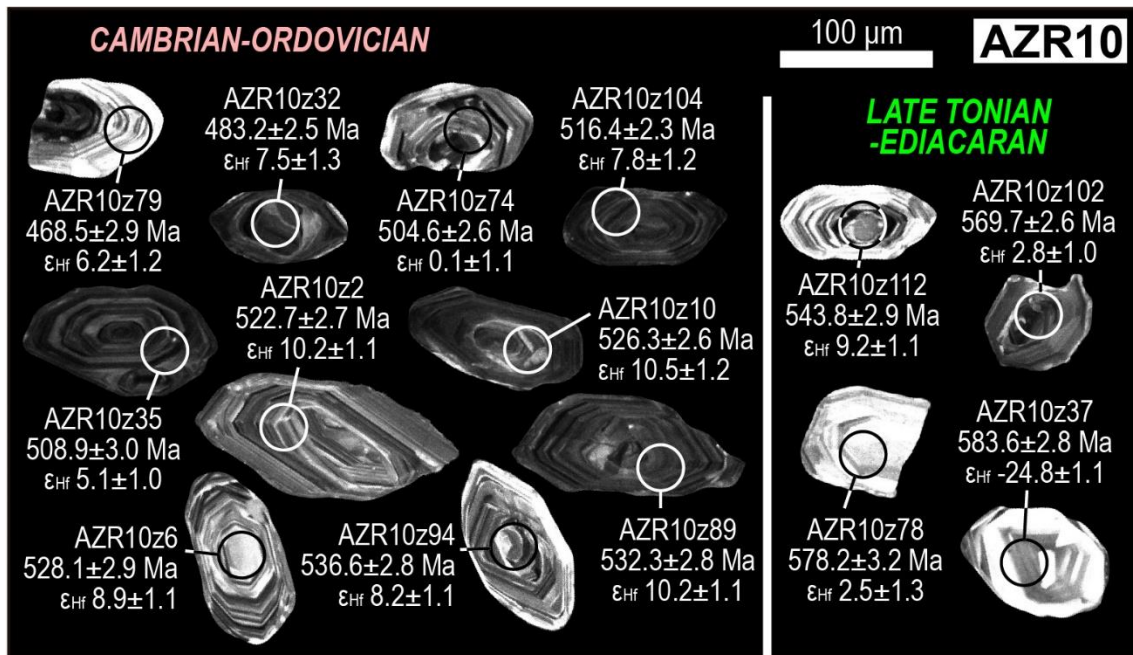 CAMBRIAN-ORDOVICIAN
100 µm
AZR10
AZR10z32
483.2±2.5 Ma
εHf 7.5±1.3
AZR10z104
516.4±2.3 Ma
εHf 7.8±1.2
AZR10z79
468.5±2.9 Ma
εHf 6.2±1.2
AZR10z74
504.6±2.6 Ma
εHf 0.1±1.1
AZR10z2
522.7±2.7 Ma
εHf 10.2±1.1
AZR10z10
526.3±2.6 Ma
εHf 10.5±1.2
AZR10z35
508.9±3.0 Ma
εHf 5.1±1.0
AZR10z6
528.1±2.9 Ma
εHf 8.9±1.1
AZR10z94
536.6±2.8 Ma
εHf 8.2±1.1
AZR10z89
532.3±2.8 Ma
εHf 10.2±1.1
LATE TONIAN
-EDIACARAN
AZR10z102
569.7±2.6 Ma
εHf 2.8±1.0
AZR10z112
543.8±2.9 Ma
εHf 9.2±1.1
AZR10z37
583.6±2.8 Ma
εHf -24.8±1.1
AZR10z78
578.2±3.2 Ma
εHf 2.5±1.3